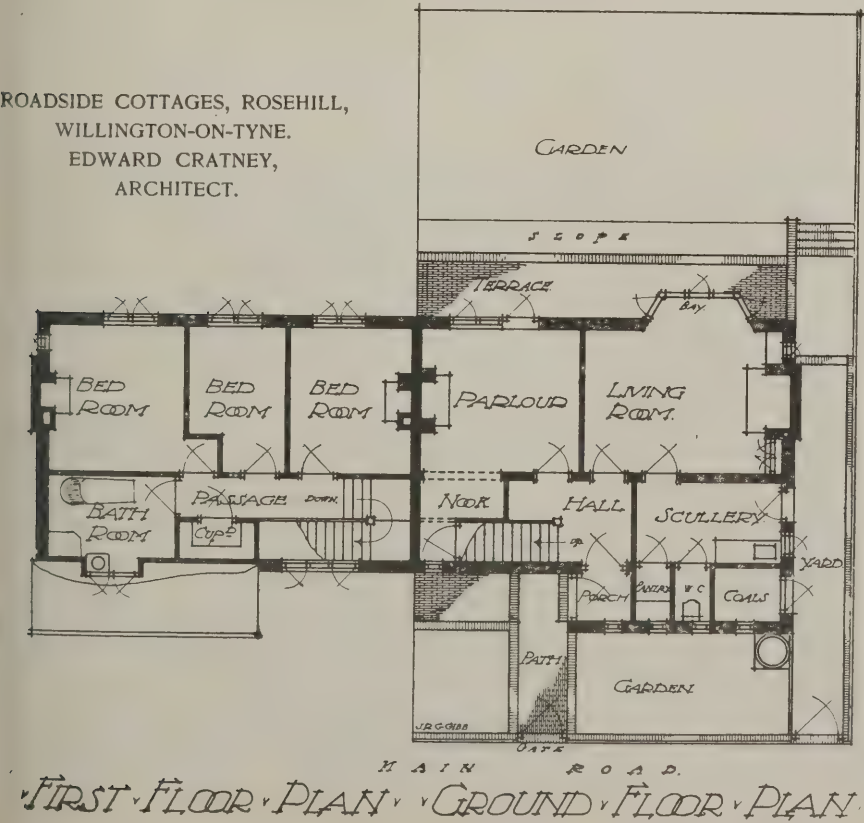 ROADSIDE COTTAGES, ROSEHILL,
WILLINGTON-ON-TYNE.
EDWARD CRATNEY,
ARCHITECT.
GARDEN
SLOPE
TERRACE
BAY.
BED
ROOM
BED
ROOM
BED
ROOM
PARLOUR
LIVING
ROOM.
PASSAGE
DOWN.
NOOK
HALL
BATH
ROOM
CUPD
UP
SCULLERY
YARD
PORCH
PANTRY
W C
COALS
PATH
GARDEN
J.R.G.GIBB
GATE
MAIN ROAD.
FIRST FLOOR PLAN
GROUND FLOOR PLAN